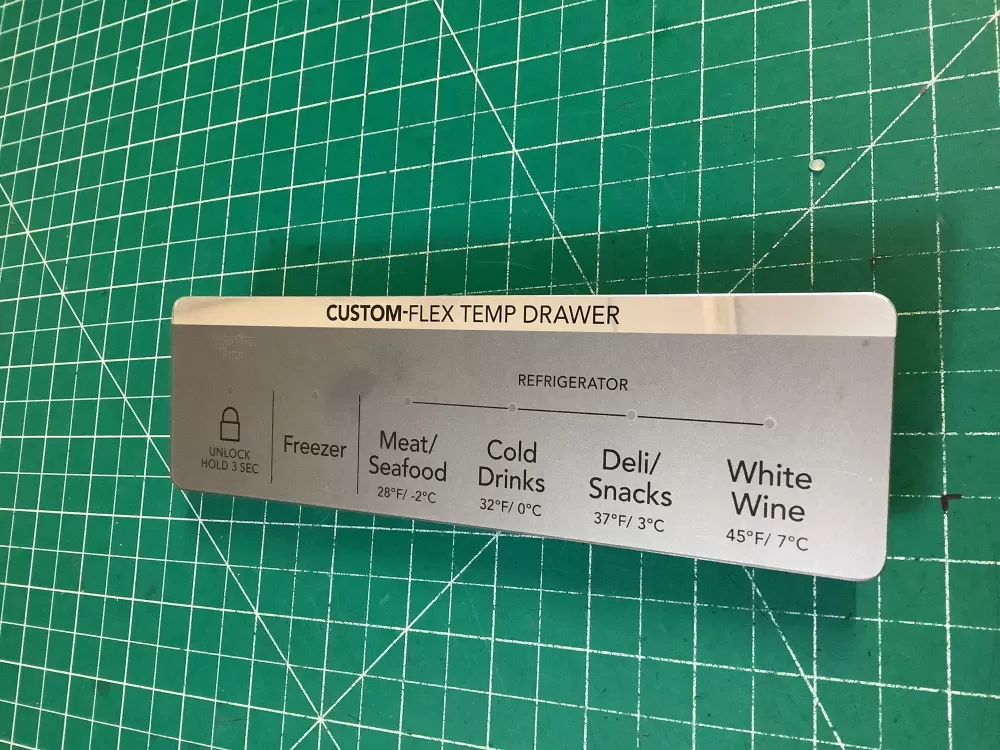 CUSTOM-FLEX TEMP DRAWER
REFRIGERATOR
UNLOCK
HOLD 3 SEC
Freezer
Meat/
Seafood
28°F/ -2°C
Cold
Drinks
32°F/ 0°C
Deli/
Snacks
37°F/ 3°C
White
Wine
45°F/ 7°C